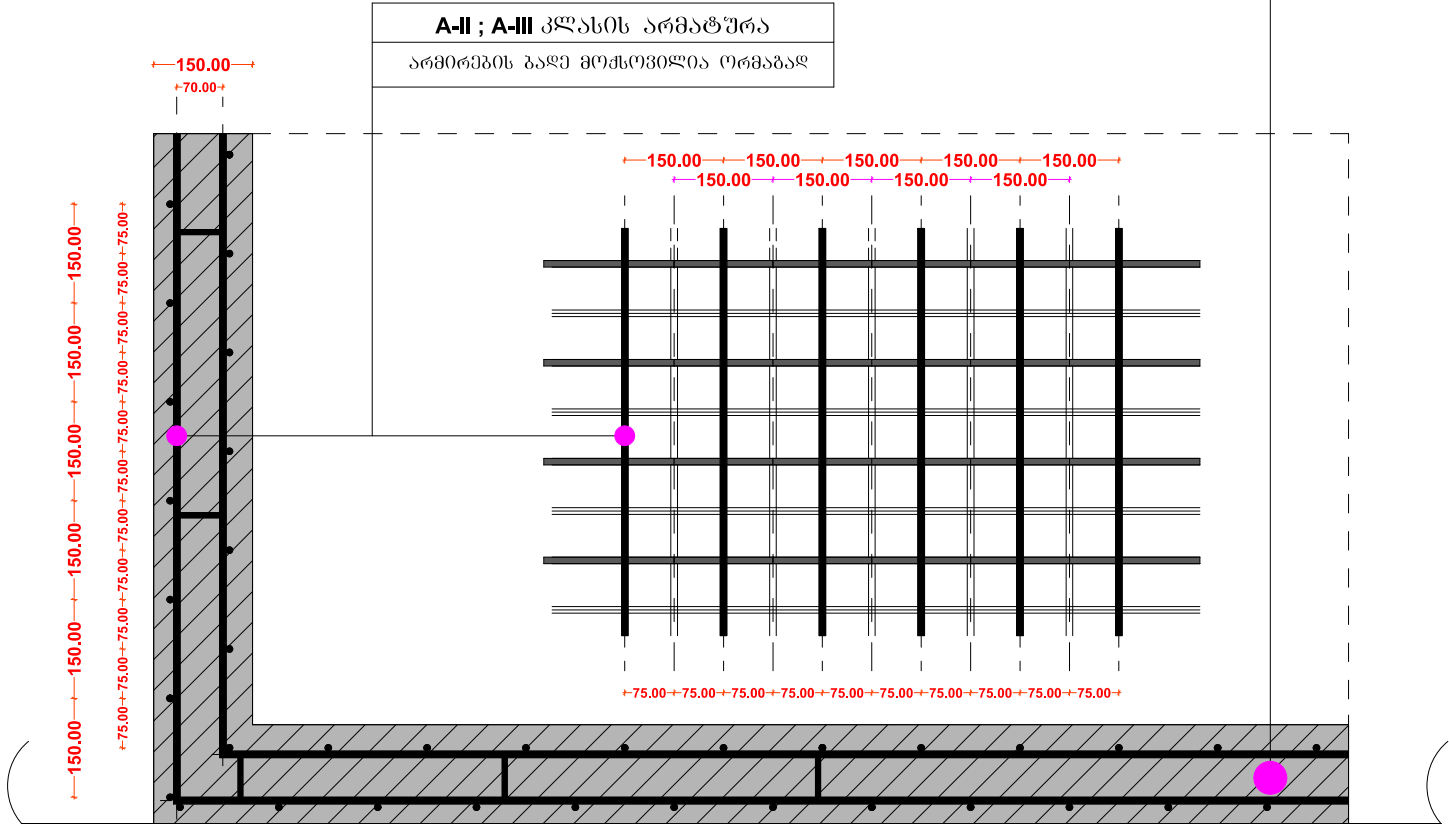 A-II ; A-III კლასის არმატურა
არმირების ბადე მოქსოვილია ორმაგად
150.00
70.00
150.00 150.00 150.00 150.00 150.00
150.00 150.00 150.00 150.00
150.00 150.00 150.00 150.00 150.00 150.00
75.00 75.00 75.00 75.00 75.00 75.00 75.00 75.00 75.00 75.00 75.00
75.00 75.00 75.00 75.00 75.00 75.00 75.00 75.00 75.00 75.00